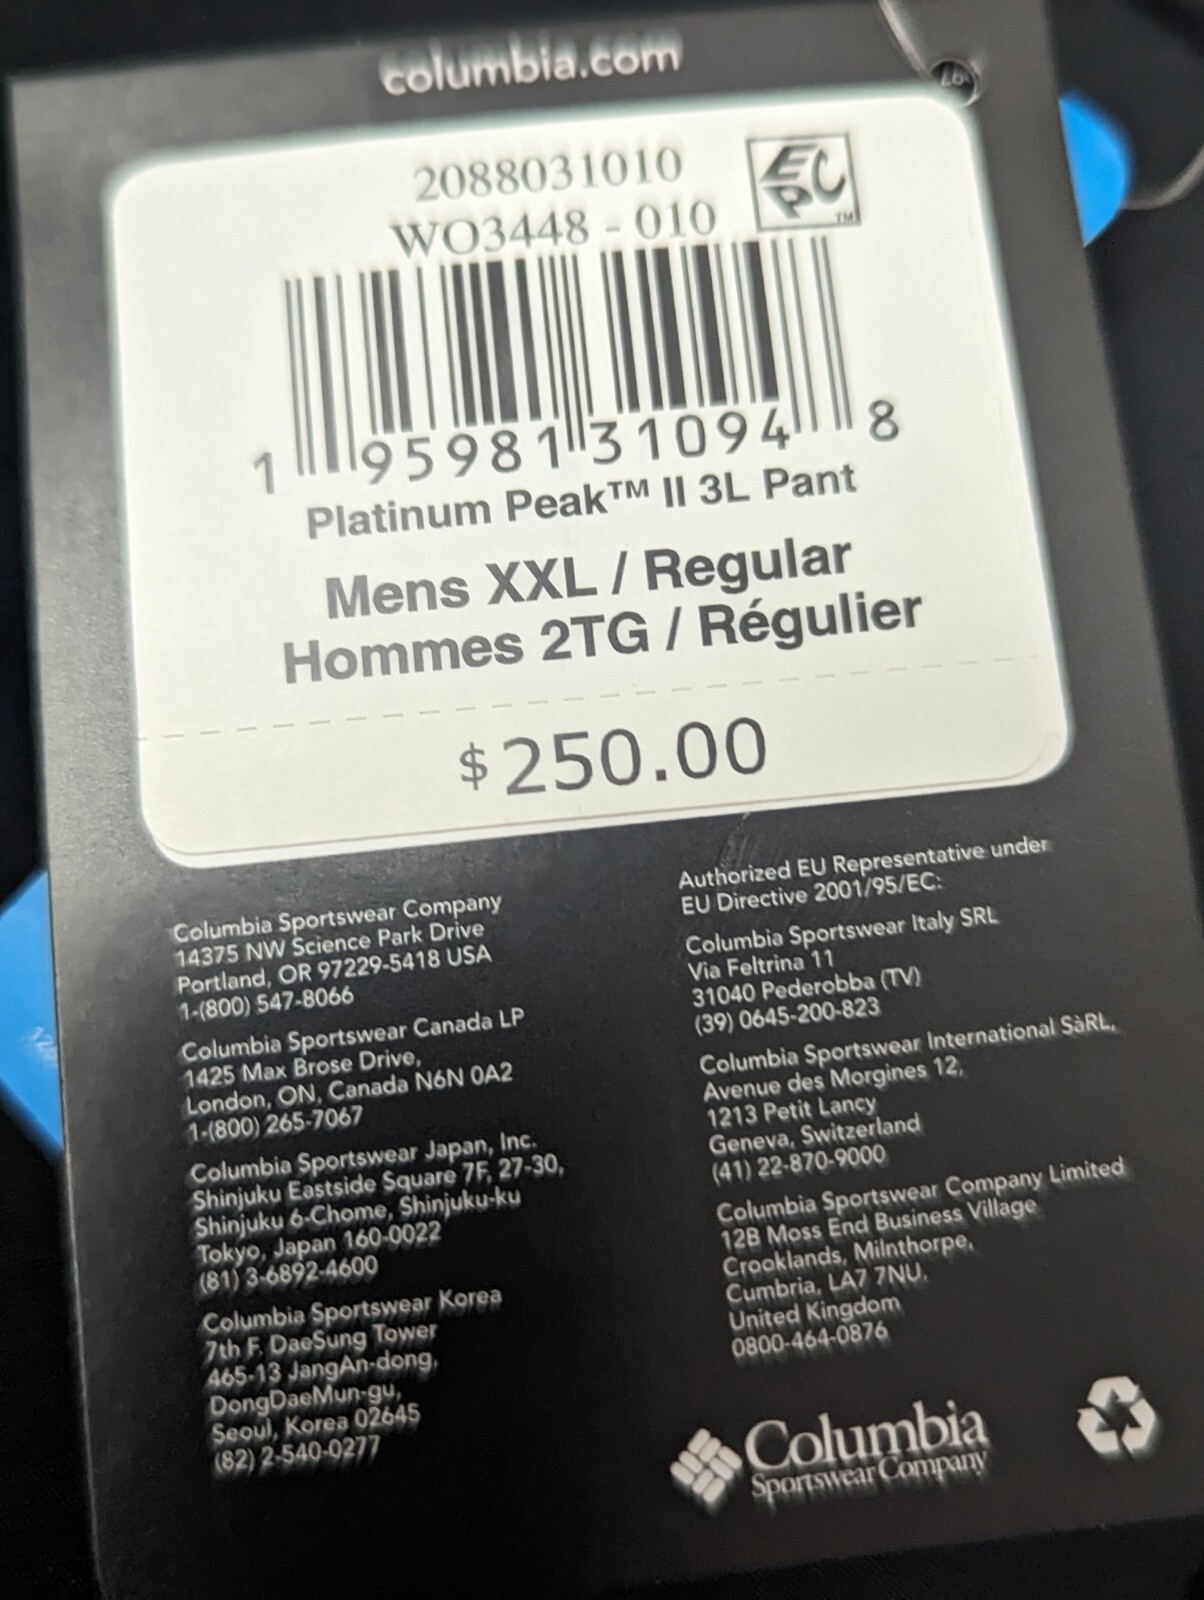 columbia.com
2088031010
WO3448 - 010
EPC™
1 95981 31094 8
Platinum Peak™ II 3L Pant
Mens XXL / Regular
Hommes 2TG / Régulier
$250.00
Columbia Sportswear Company
14375 NW Science Park Drive
Portland, OR 97229-5418 USA
1-(800) 547-8066
Columbia Sportswear Canada LP
1425 Max Brose Drive,
London, ON, Canada N6N 0A2
1-(800) 265-7067
Columbia Sportswear Japan, Inc.
Shinjuku Eastside Square 7F, 27-30,
Shinjuku 6-Chome, Shinjuku-ku
Tokyo, Japan 160-0022
(81) 3-6892-4600
Columbia Sportswear Korea
7th F. DaeSung Tower
465-13 JangAn-dong,
DongDaeMun-gu,
Seoul, Korea 02645
(82) 2-540-0277
Authorized EU Representative under
EU Directive 2001/95/EC:
Columbia Sportswear Italy SRL
Via Feltrina 11
31040 Pederobba (TV)
(39) 0645-200-823
Columbia Sportswear International SàRL,
Avenue des Morgines 12,
1213 Petit Lancy
Geneva, Switzerland
(41) 22-870-9000
Columbia Sportswear Company Limited
12B Moss End Business Village
Crooklands, Milnthorpe,
Cumbria, LA7 7NU,
United Kingdom
0800-464-0876
Columbia
Sportswear Company